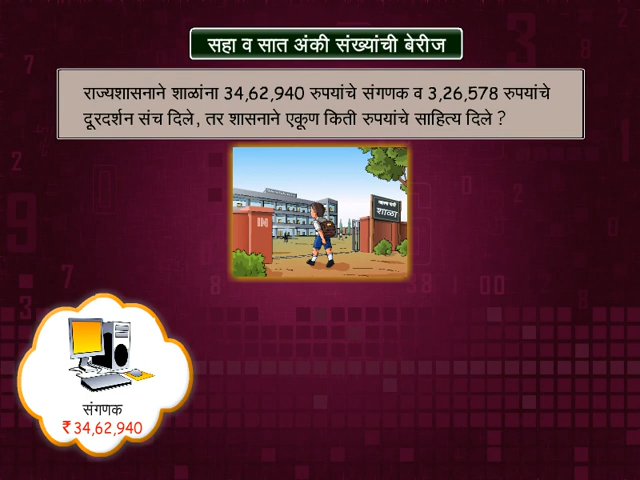 सहा व सात अंकी संख्यांची बेरीज
राज्यशासनाने शाळांना 34,62,940 रुपयांचे संगणक व 3,26,578 रुपयांचे
दूरदर्शन संच दिले, तर शासनाने एकूण किती रुपयांचे साहित्य दिले ?
शाळा
संगणक
₹ 34,62,940